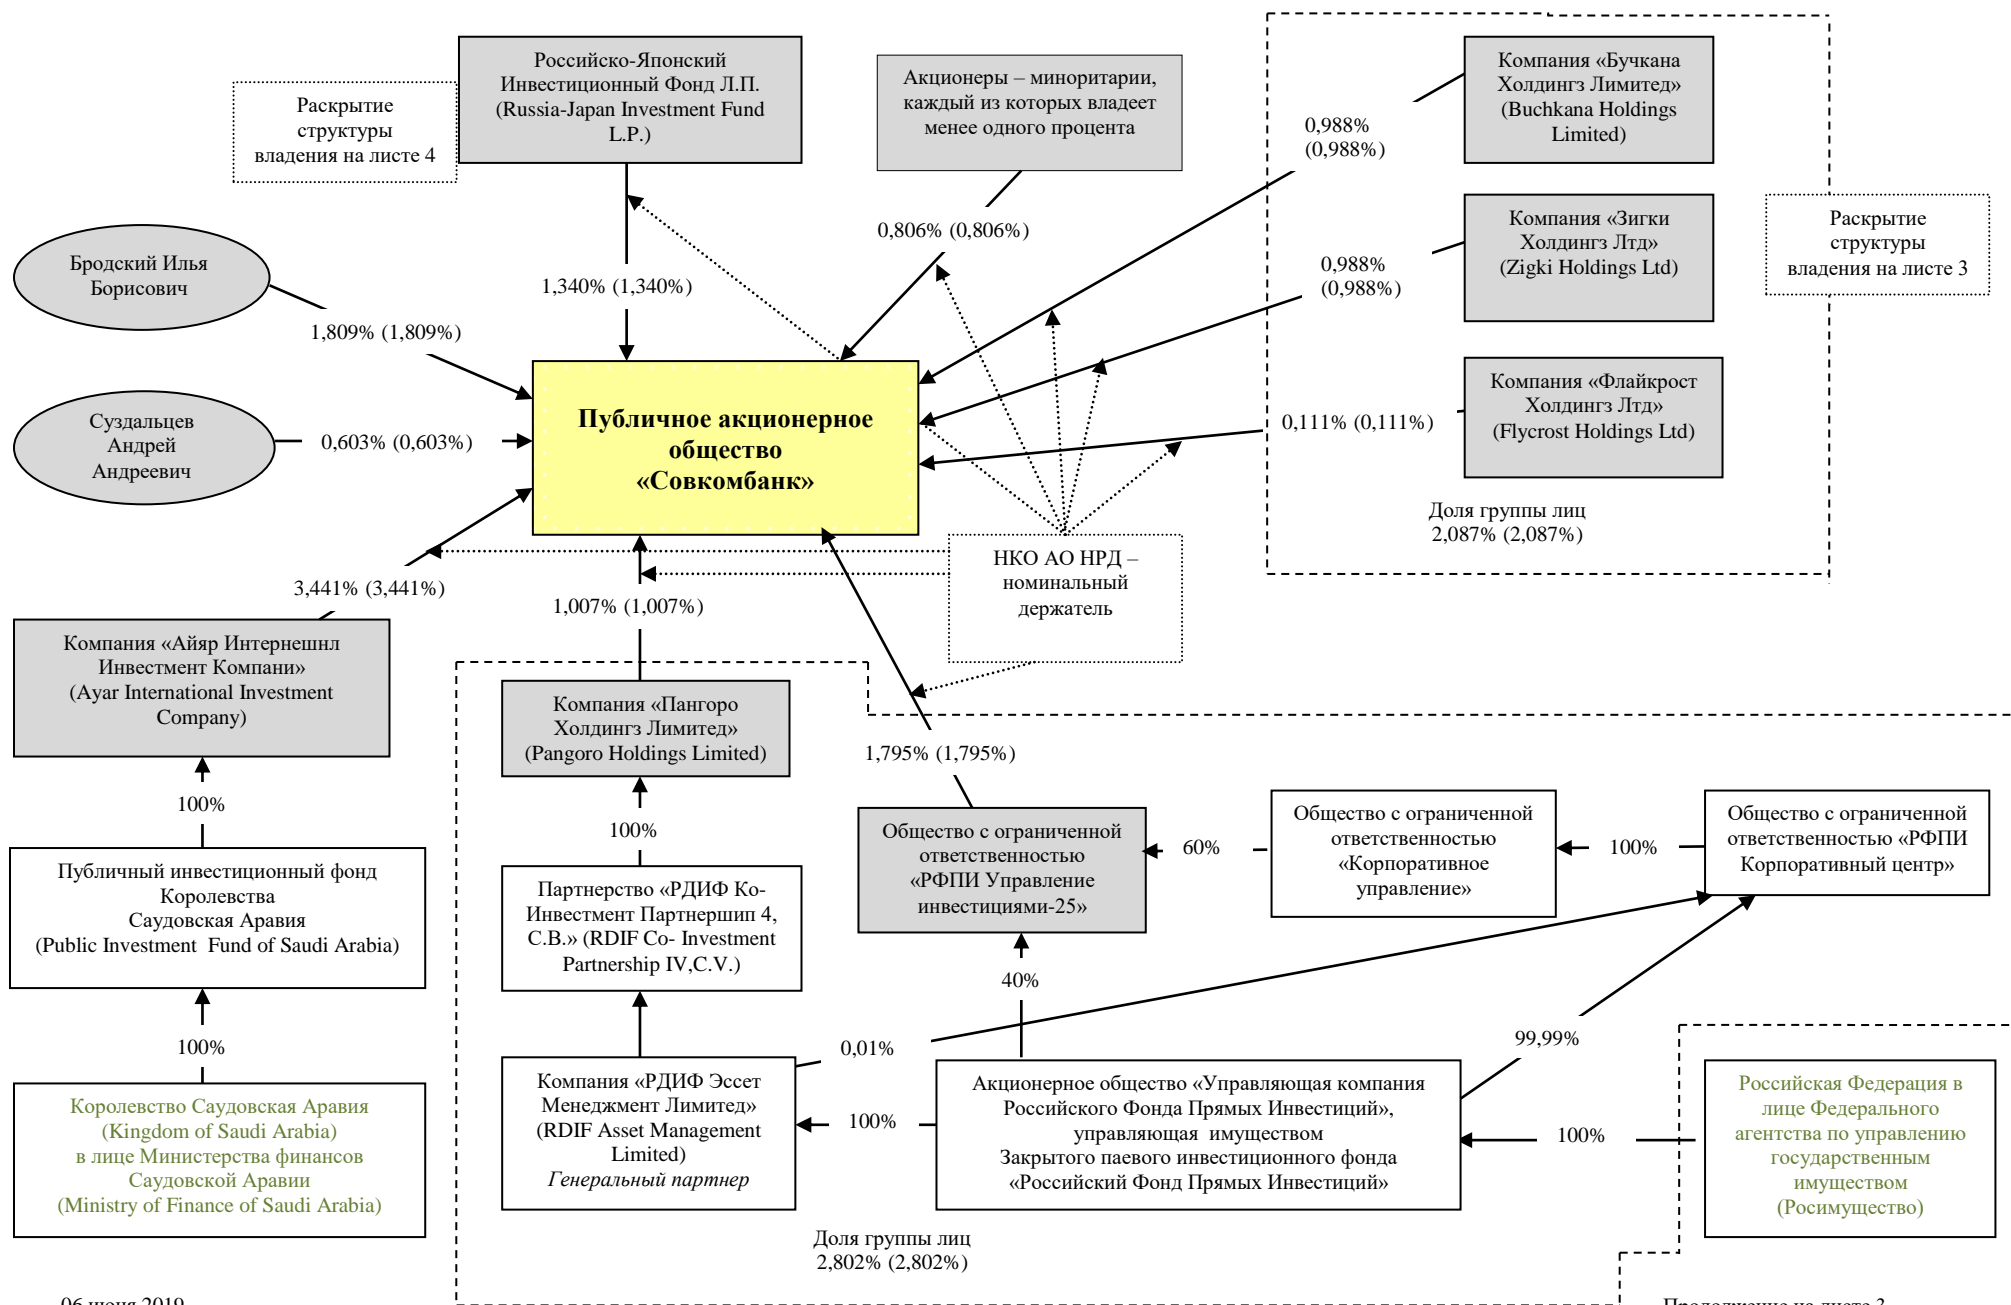 Российско-Японский
Инвестиционный Фонд Л.П.
(Russia-Japan Investment Fund
L.P.)
Раскрытие
структуры
владения на листе 4
Акционеры – миноритарии,
каждый из которых владеет
менее одного процента
Компания «Бучкана
Холдингз Лимитед»
(Buchkana Holdings
Limited)
0,988%
(0,988%)
Компания «Зигки
Холдингз Лтд»
(Zigki Holdings Ltd)
Раскрытие
структуры
владения на листе 3
0,806% (0,806%)
0,988%
(0,988%)
Бродский Илья
Борисович
1,340% (1,340%)
1,809% (1,809%)
Компания «Флайкрост
Холдингз Лтд»
(Flycrost Holdings Ltd)
0,111% (0,111%)
Суздальцев
Андрей
Андреевич
0,603% (0,603%)
Публичное акционерное
общество
«Совкомбанк»
Доля группы лиц
2,087% (2,087%)
НКО АО НРД –
номинальный
держатель
3,441% (3,441%)
1,007% (1,007%)
Компания «Айяр Интернешнл
Инвестмент Компани»
(Ayar International Investment
Company)
Компания «Пангоро
Холдингз Лимитед»
(Pangoro Holdings Limited)
1,795% (1,795%)
100%
100%
Общество с ограниченной
ответственностью
«РФПИ Управление
инвестициями-25»
60%
Общество с ограниченной
ответственностью
«Корпоративное
управление»
100%
Общество с ограниченной
ответственностью «РФПИ
Корпоративный центр»
Публичный инвестиционный фонд
Королевства
Саудовская Аравия
(Public Investment Fund of Saudi Arabia)
Партнерство «РДИФ Ко-
Инвестмент Партнершип 4,
С.В.» (RDIF Co- Investment
Partnership IV,C.V.)
40%
100%
0,01%
99,99%
Королевство Саудовская Аравия
(Kingdom of Saudi Arabia)
в лице Министерства финансов
Саудовской Аравии
(Ministry of Finance of Saudi Arabia)
Компания «РДИФ Эссет
Менеджмент Лимитед»
(RDIF Asset Management
Limited)
Генеральный партнер
100%
Акционерное общество «Управляющая компания
Российского Фонда Прямых Инвестиций»,
управляющая имуществом
Закрытого паевого инвестиционного фонда
«Российский Фонд Прямых Инвестиций»
100%
Российская Федерация в
лице Федерального
агентства по управлению
государственным
имуществом
(Росимущество)
Доля группы лиц
2,802% (2,802%)
06 июня 2019
Продолжение на листе 3